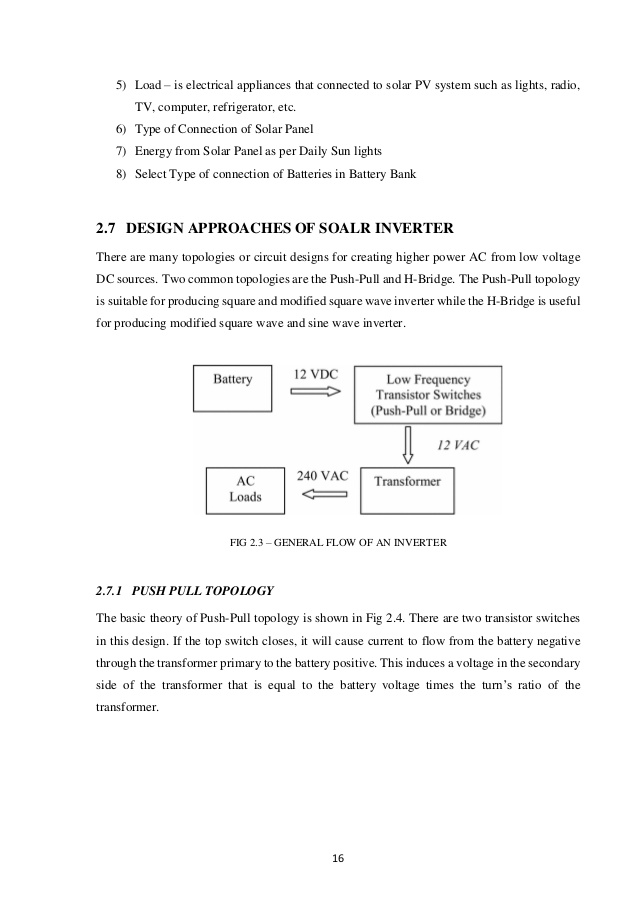 5) Load – is electrical appliances that connected to solar PV system such as lights, radio,
TV, computer, refrigerator, etc.
6) Type of Connection of Solar Panel
7) Energy from Solar Panel as per Daily Sun lights
8) Select Type of connection of Batteries in Battery Bank
2.7 DESIGN APPROACHES OF SOALR INVERTER
There are many topologies or circuit designs for creating higher power AC from low voltage
DC sources. Two common topologies are the Push-Pull and H-Bridge. The Push-Pull topology
is suitable for producing square and modified square wave inverter while the H-Bridge is useful
for producing modified square wave and sine wave inverter.
Battery
12 VDC
Low Frequency
Transistor Switches
(Push-Pull or Bridge)
12 VAC
AC
Loads
240 VAC
Transformer
FIG 2.3 – GENERAL FLOW OF AN INVERTER
2.7.1 PUSH PULL TOPOLOGY
The basic theory of Push-Pull topology is shown in Fig 2.4. There are two transistor switches
in this design. If the top switch closes, it will cause current to flow from the battery negative
through the transformer primary to the battery positive. This induces a voltage in the secondary
side of the transformer that is equal to the battery voltage times the turn’s ratio of the
transformer.
16